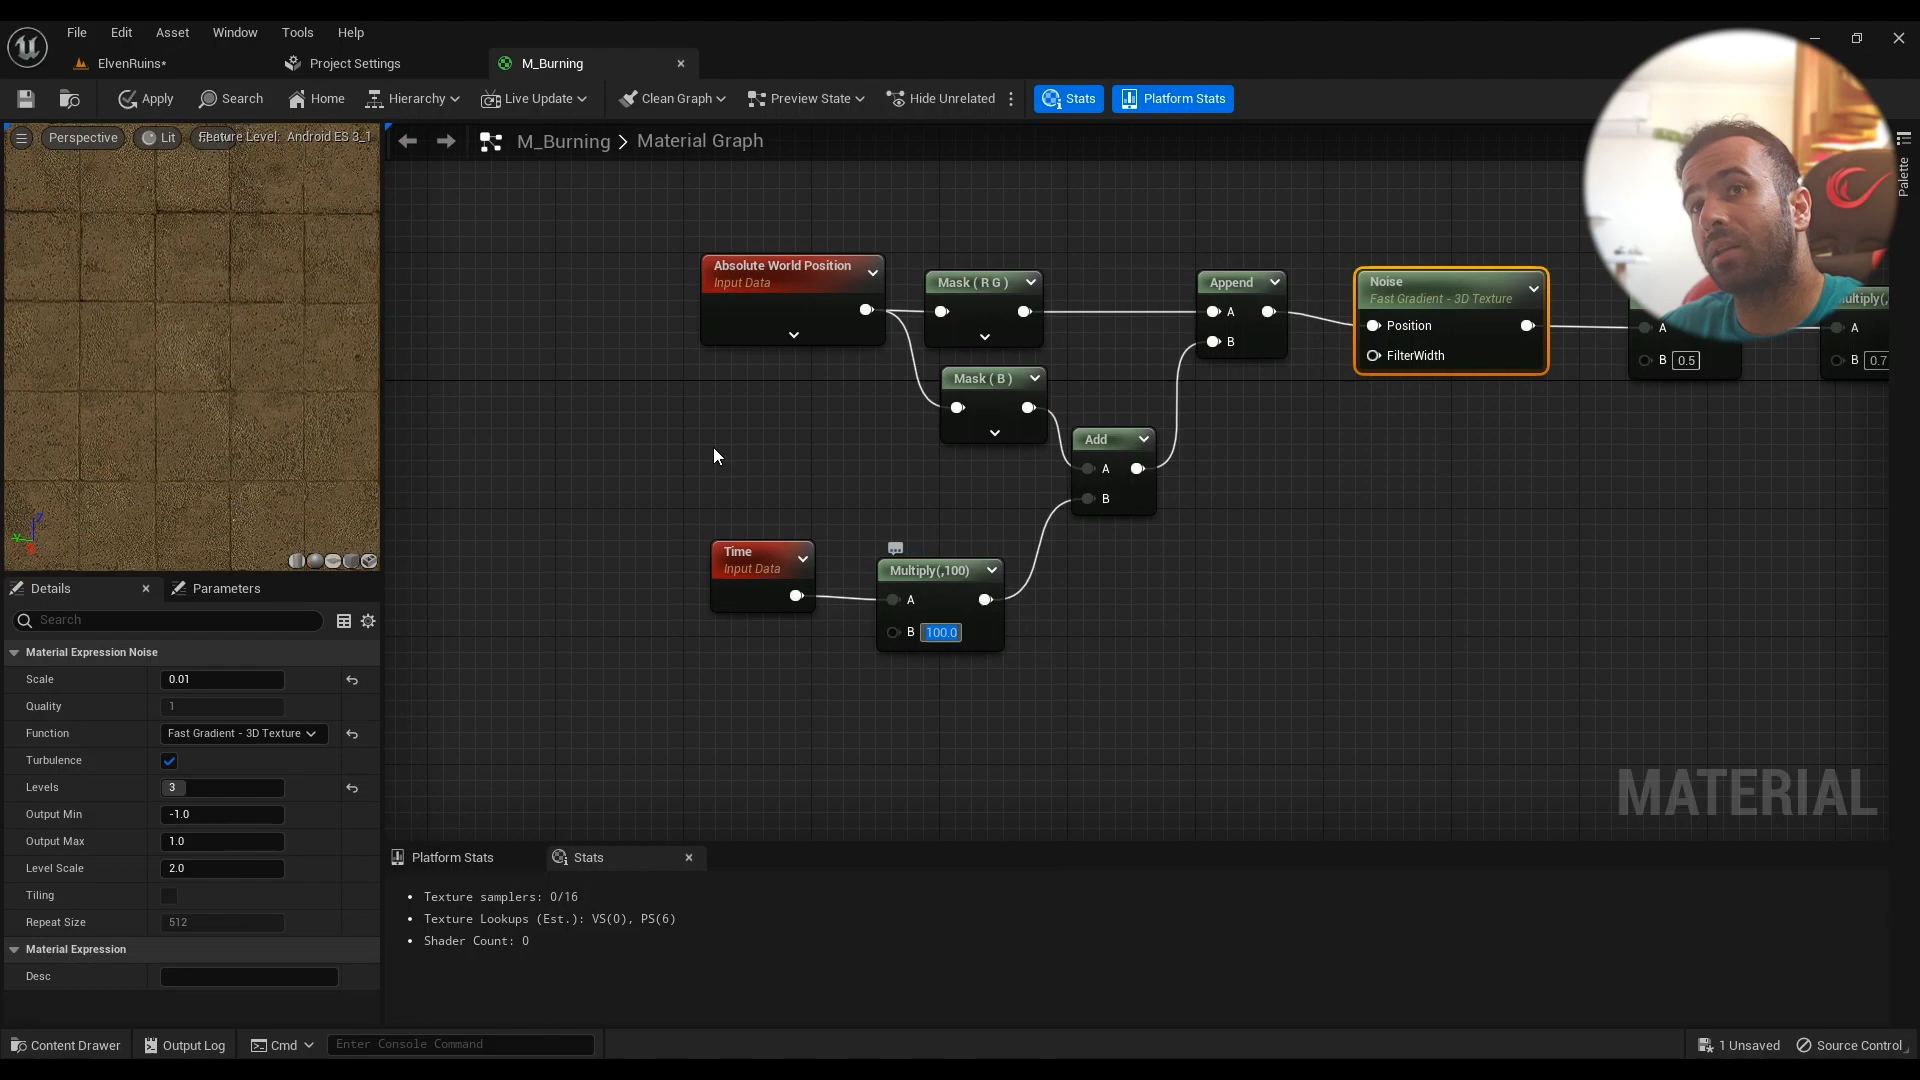 File Edit Asset Window Tools Help
ElvenRuins* Project Settings M_Burning
Apply Search Home Hierarchy Live Update Clean Graph Preview State Hide Unrelated Stats Platform Stats
Perspective Lit Feature Level: Android ES 3_1
M_Burning > Material Graph
Palette
Absolute World Position
Input Data
Mask ( R G )
Append
A
B
Noise
Fast Gradient - 3D Texture
Position
FilterWidth
A
B 0.5
A
B 0.7
Mask ( B )
Add
A
B
Time
Input Data
Multiply(,100)
A
B 100.0
MATERIAL
Details Parameters
Search
Material Expression Noise
Scale 0.01
Quality 1
Function Fast Gradient - 3D Texture
Turbulence
Levels 3
Output Min -1.0
Output Max 1.0
Level Scale 2.0
Tiling
Repeat Size 512
Material Expression
Desc
Platform Stats Stats
• Texture samplers: 0/16
• Texture Lookups (Est.): VS(0), PS(6)
• Shader Count: 0
Content Drawer Output Log Cmd Enter Console Command 1 Unsaved Source Control